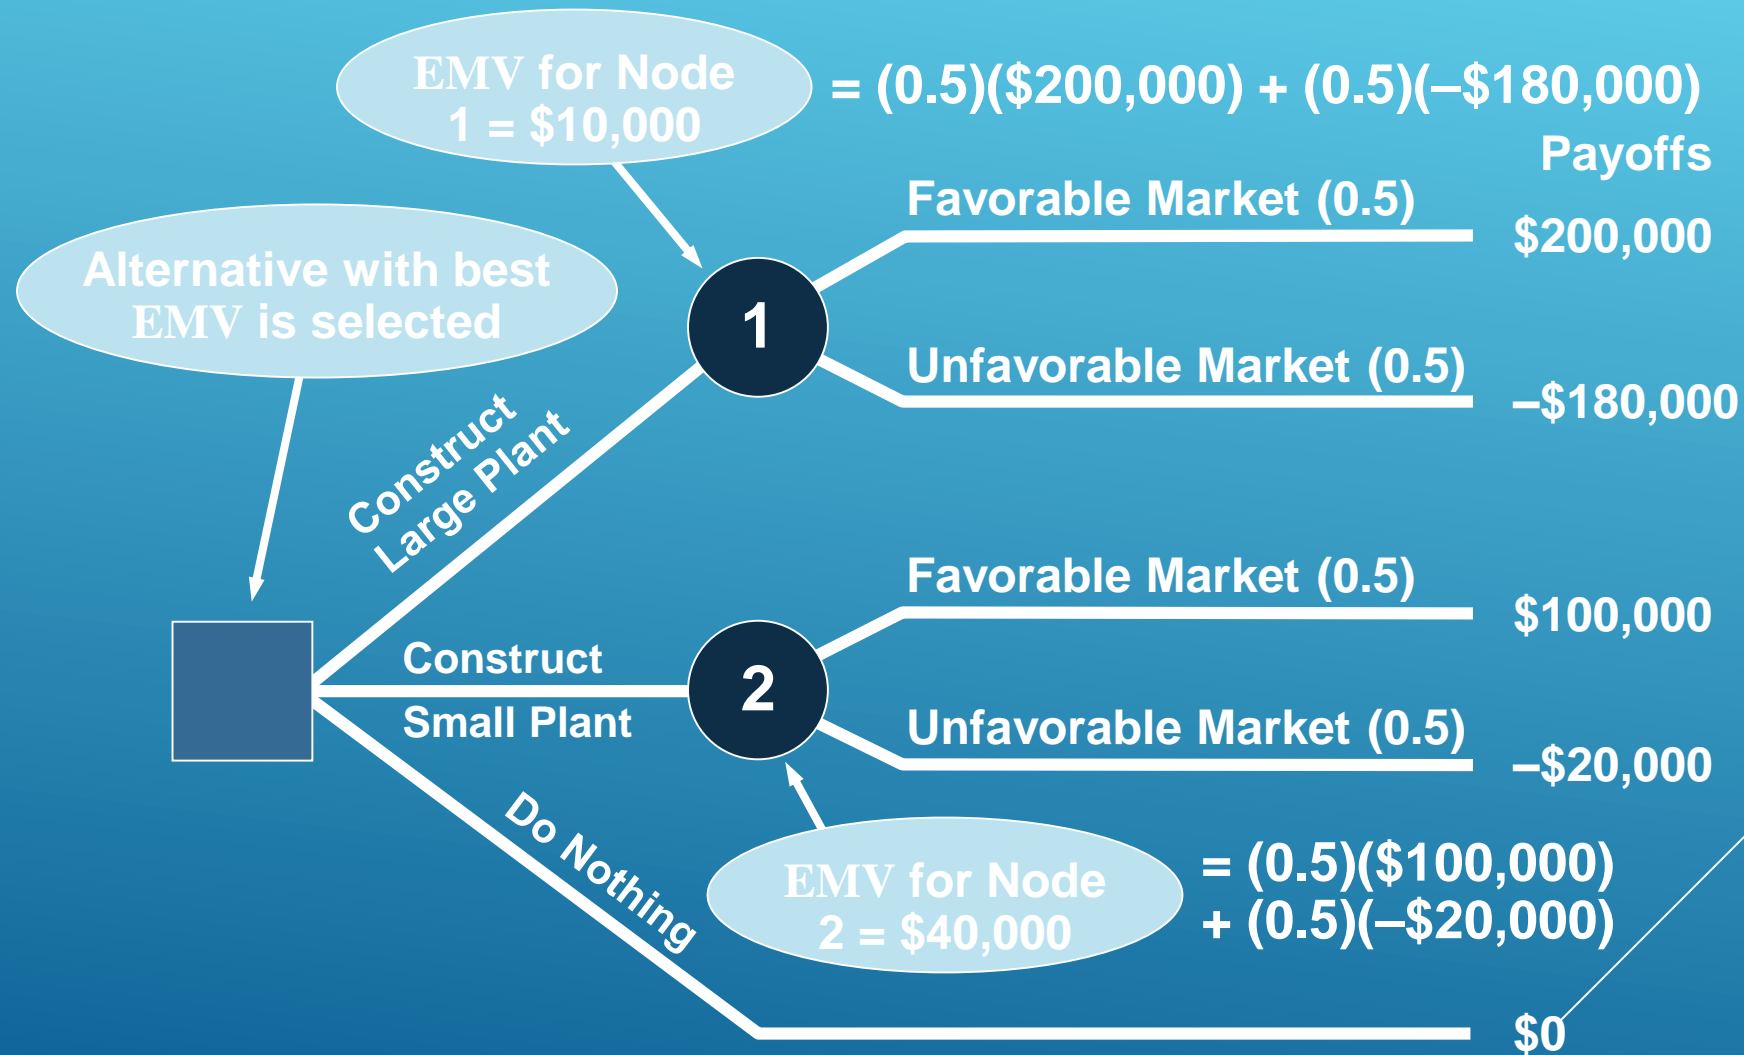 EMV for Node
1 = $10,000
= (0.5)($200,000) + (0.5)(–$180,000)
Payoffs
Favorable Market (0.5)
$200,000
Alternative with best
EMV is selected
1
Unfavorable Market (0.5)
–$180,000
Construct
Large Plant
Favorable Market (0.5)
$100,000
Construct
Small Plant
2
Unfavorable Market (0.5)
–$20,000
Do Nothing
EMV for Node
2 = $40,000
= (0.5)($100,000)
+ (0.5)(–$20,000)
$0